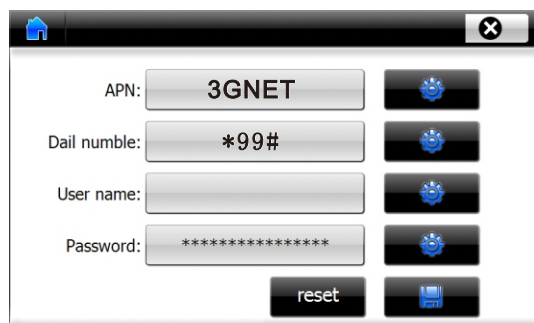 APN: 3GNET
Dail numble: *99#
User name:
Password: ****************
reset